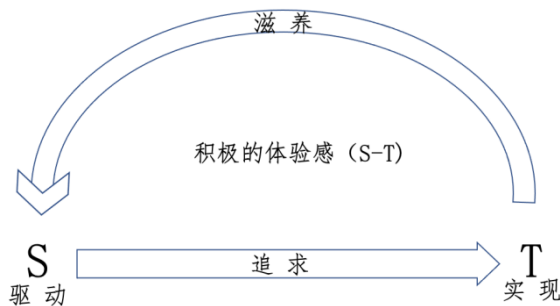 滋 养
积极的体验感（S-T）
S
追 求
T
驱 动
实 现